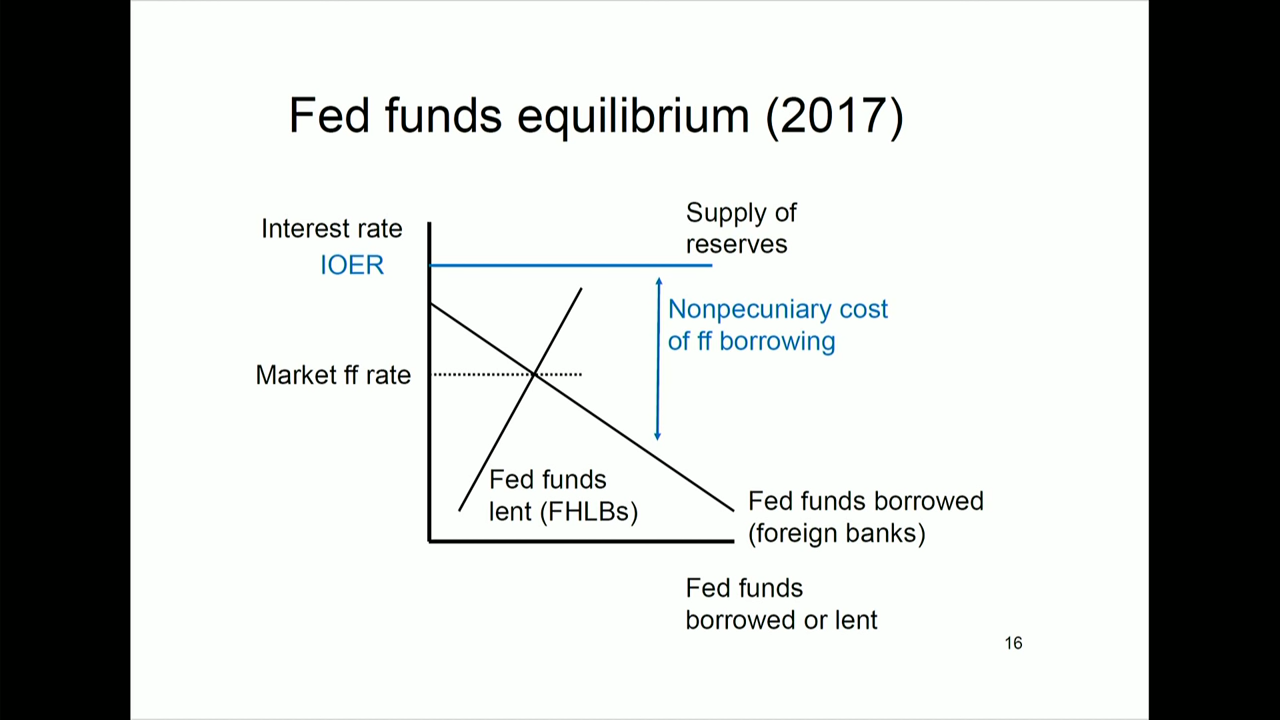 Fed funds equilibrium (2017)
Supply of
reserves
Interest rate
IOER
Nonpecuniary cost
of ff borrowing
Market ff rate
Fed funds
lent (FHLBs)
Fed funds borrowed
(foreign banks)
Fed funds
borrowed or lent
16